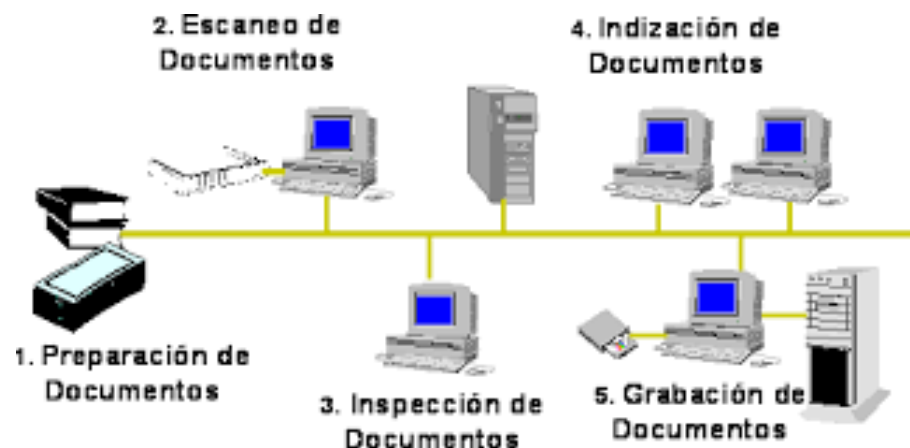 2. Escaneo de
Documentos
4. Indización de
Documentos
1. Preparación de
Documentos
3. Inspección de
Documentos
5. Grabación de
Documentos